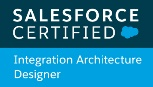 SALESFORCE
CERTIFIED
Integration Architecture
Designer